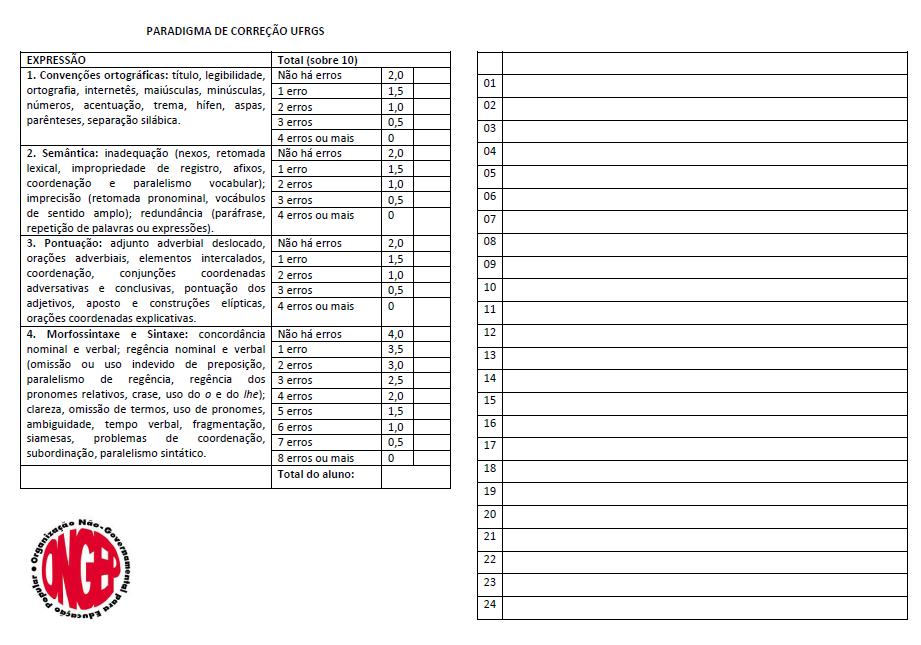 PARADIGMA DE CORREÇÃO UFRGS
EXPRESSÃO Total (sobre 10)
1. Convenções ortográficas: título, legibilidade,
ortografia, internetês, maiúsculas, minúsculas,
números, acentuação, trema, hífen, aspas,
parênteses, separação silábica.
Não há erros 2,0
1 erro 1,5
2 erros 1,0
3 erros 0,5
4 erros ou mais 0
2. Semântica: inadequação (nexos, retomada
lexical, impropriedade de registro, afixos,
coordenação e paralelismo vocabular);
imprecisão (retomada pronominal, vocábulos
de sentido amplo); redundância (paráfrase,
repetição de palavras ou expressões).
Não há erros 2,0
1 erro 1,5
2 erros 1,0
3 erros 0,5
4 erros ou mais 0
3. Pontuação: adjunto adverbial deslocado,
orações adverbiais, elementos intercalados,
coordenação, conjunções coordenadas
adversativas e conclusivas, pontuação dos
adjetivos, aposto e construções elípticas,
orações coordenadas explicativas.
Não há erros 2,0
1 erro 1,5
2 erros 1,0
3 erros 0,5
4 erros ou mais 0
4. Morfossintaxe e Sintaxe: concordância
nominal e verbal; regência nominal e verbal
(omissão ou uso indevido de preposição,
paralelismo de regência, regência dos
pronomes relativos, crase, uso do o e do lhe);
clareza, omissão de termos, uso de pronomes,
ambiguidade, tempo verbal, fragmentação,
siamesas, problemas de coordenação,
subordinação, paralelismo sintático.
Não há erros 4,0
1 erro 3,5
2 erros 3,0
3 erros 2,5
4 erros 2,0
5 erros 1,5
6 erros 1,0
7 erros 0,5
8 erros ou mais 0
Total do aluno:
Organização Não-Governamental para Educação Popular
ONGEP
01
02
03
04
05
06
07
08
09
10
11
12
13
14
15
16
17
18
19
20
21
22
23
24